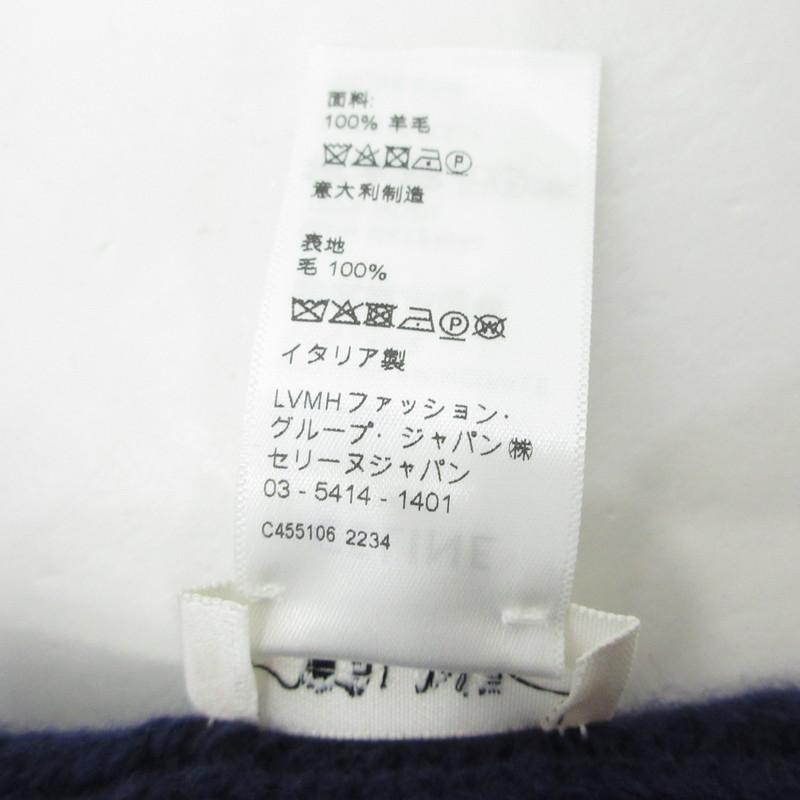 面料:
100% 羊毛
意大利制造
表地
毛 100%
イタリア製
LVMHファッション・
グループ・ジャパン㈱
セリーヌジャパン
03 - 5414 - 1401
C455106 2234